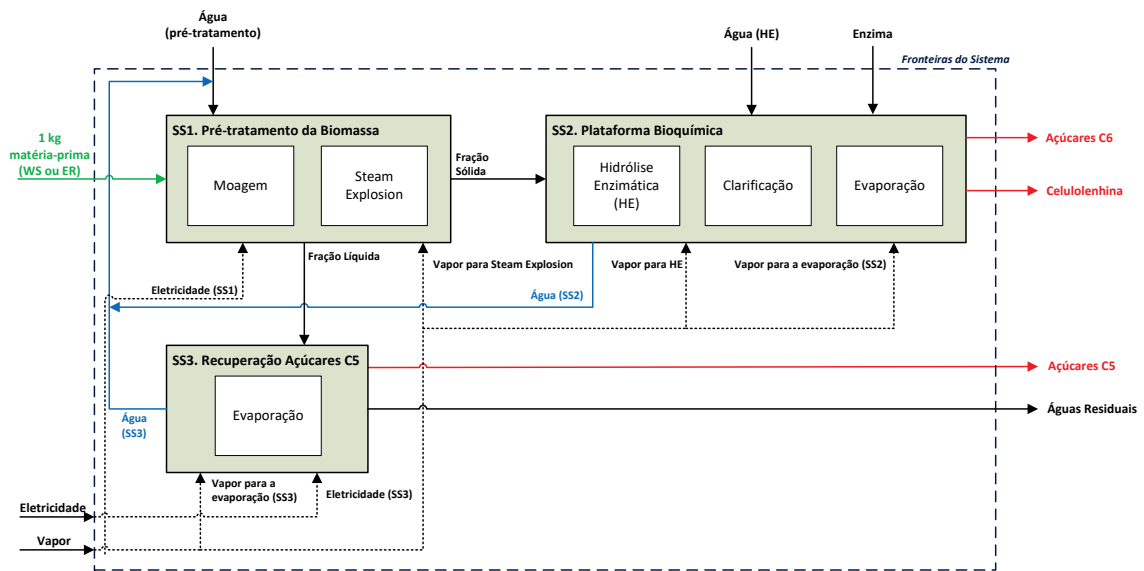 Água
(pré-tratamento)
Água (HE)
Enzima
Fronteiras do Sistema
SS1. Pré-tratamento da Biomassa
SS2. Plataforma Bioquímica
1 kg
matéria-prima
(WS ou ER)
Moagem
Steam
Explosion
Fração
Sólida
Hidrólise
Enzimática
(HE)
Clarificação
Evaporação
Açúcares C6
Celulolenhina
Fração Líquida
Vapor para Steam Explosion
Vapor para HE
Vapor para a evaporação (SS2)
Eletricidade (SS1)
Água (SS2)
SS3. Recuperação Açúcares C5
Açúcares C5
Evaporação
Água
(SS3)
Águas Residuais
Vapor para a
evaporação (SS3)
Eletricidade (SS3)
Eletricidade
Vapor